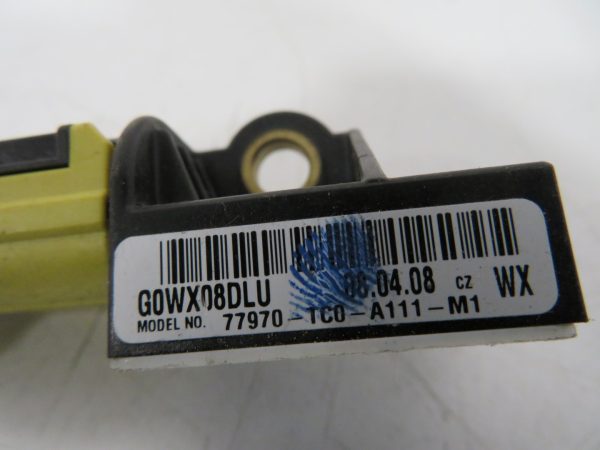 G0WX08DLU 08.04.08 CZ WX
MODEL NO. 77970-TC0-A111-M1